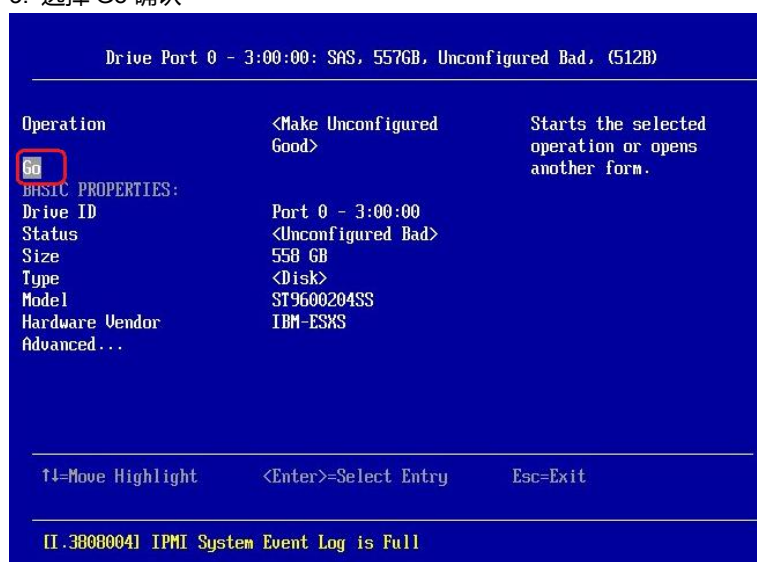 Drive Port 0 - 3:00:00: SAS, 557GB, Unconfigured Bad, (512B)
Operation <Make Unconfigured Good> Starts the selected operation or opens another form.
Go
BASIC PROPERTIES:
Drive ID Port 0 - 3:00:00
Status <Unconfigured Bad>
Size 558 GB
Type <Disk>
Model ST9600204SS
Hardware Vendor IBM-ESXS
Advanced...
↑↓=Move Highlight <Enter>=Select Entry Esc=Exit
[I.3808004] IPMI System Event Log is Full